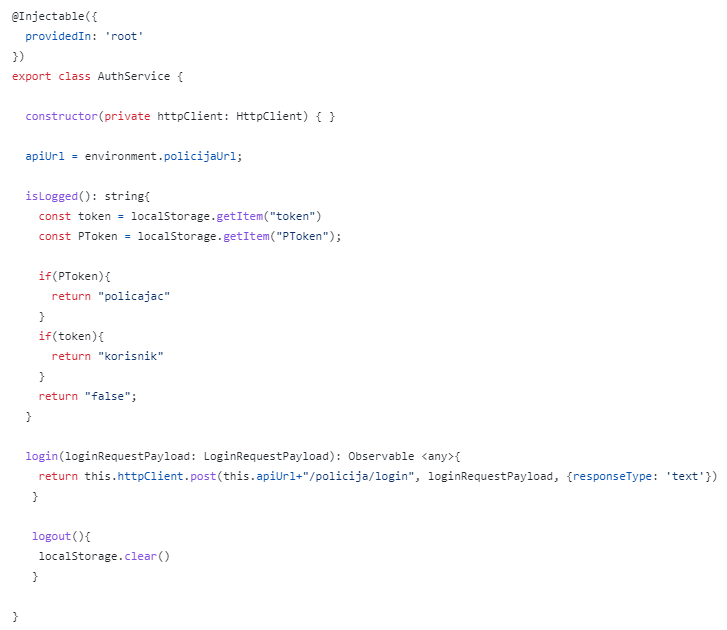 @Injectable({
  providedIn: 'root'
})
export class AuthService {
  constructor(private httpClient: HttpClient) { }
  apiUrl = environment.policijaUrl;
  isLogged(): string{
    const token = localStorage.getItem("token")
    const PToken = localStorage.getItem("PToken");
    if(PToken){
      return "policajac"
    }
    if(token){
      return "korisnik"
    }
    return "false";
  }
  login(loginRequestPayload: LoginRequestPayload): Observable <any>{
    return this.httpClient.post(this.apiUrl+"/policija/login", loginRequestPayload, {responseType: 'text'})
   }
   logout(){
    localStorage.clear()
   }
}